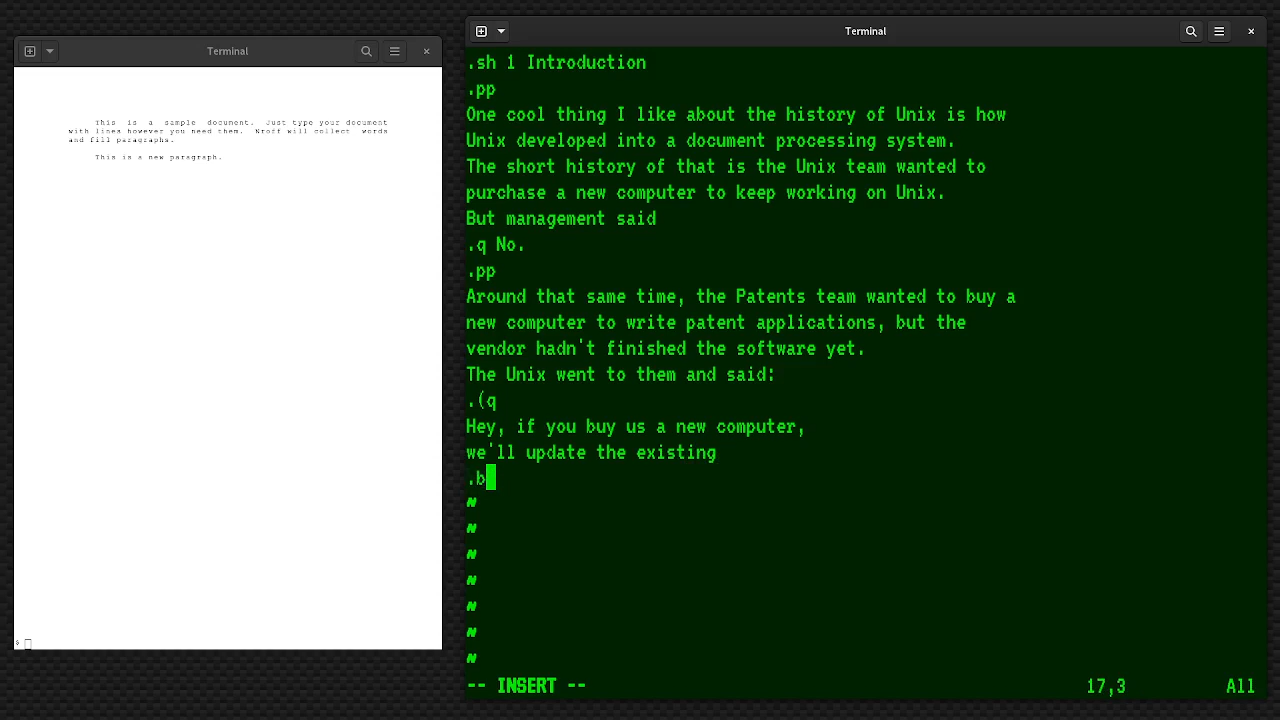 Terminal
This is a sample document. Just type your document
with lines however you need them. Nroff will collect words
and fill paragraphs.
This is a new paragraph.
$
Terminal
.sh 1 Introduction
.pp
One cool thing I like about the history of Unix is how
Unix developed into a document processing system.
The short history of that is the Unix team wanted to
purchase a new computer to keep working on Unix.
But management said
.q No.
.pp
Around that same time, the Patents team wanted to buy a
new computer to write patent applications, but the
vendor hadn't finished the software yet.
The Unix went to them and said:
.(q
Hey, if you buy us a new computer,
we'll update the existing
.b
~
~
~
~
~
~
~
-- INSERT -- 17,3 All